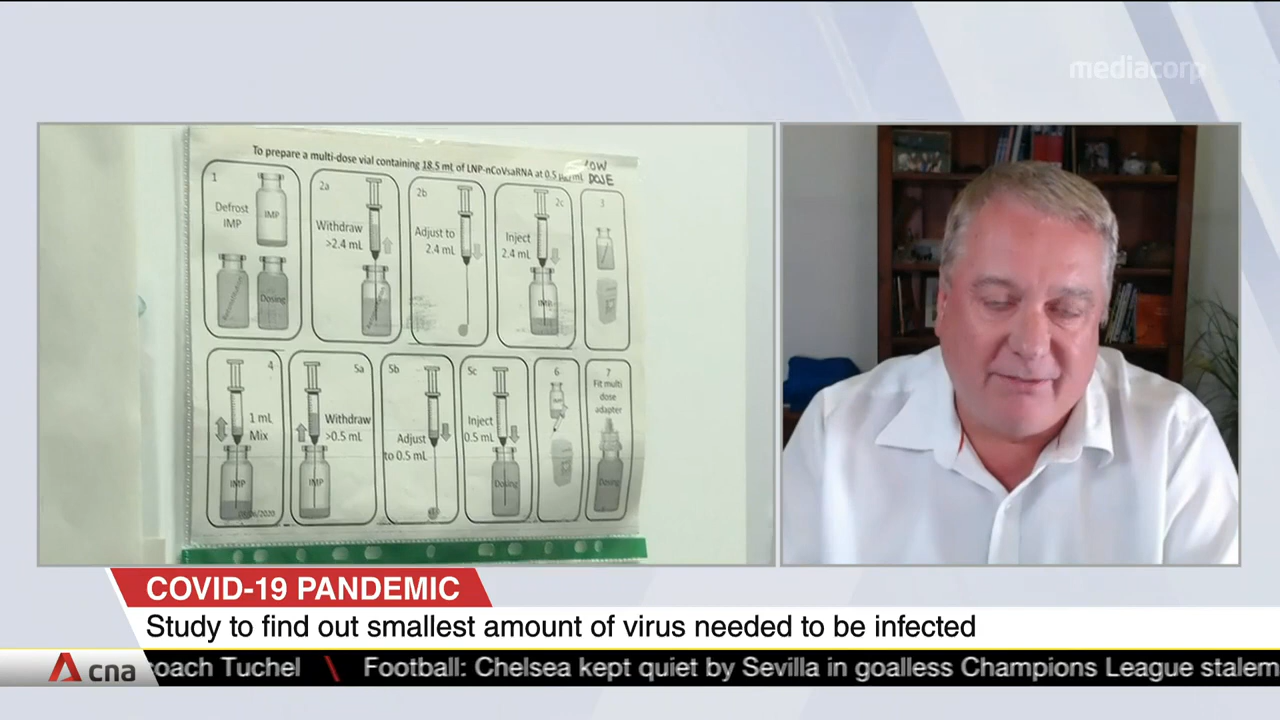 mediacorp
To prepare a multi-dose vial containing 18.5 mL of LNP-nCoVsaRNA at 0.5
LOW
DOSE
1
Defrost
IMP
IMP
Dosing
2a
Withdraw
>2.4 mL
2b
Adjust to
2.4 mL
2c
Inject
2.4 mL
IMP
3
4
1 mL
Mix
IMP
/2020
5a
Withdraw
>0.5 mL
IMP
5b
Adjust
to 0.5 mL
5c
Inject
0.5 mL
Dosing
6
7
Fit multi
dose
adapter
Dosing
COVID-19 PANDEMIC
Study to find out smallest amount of virus needed to be infected
cna
oach Tuchel \ Football: Chelsea kept quiet by Sevilla in goalless Champions League stalem